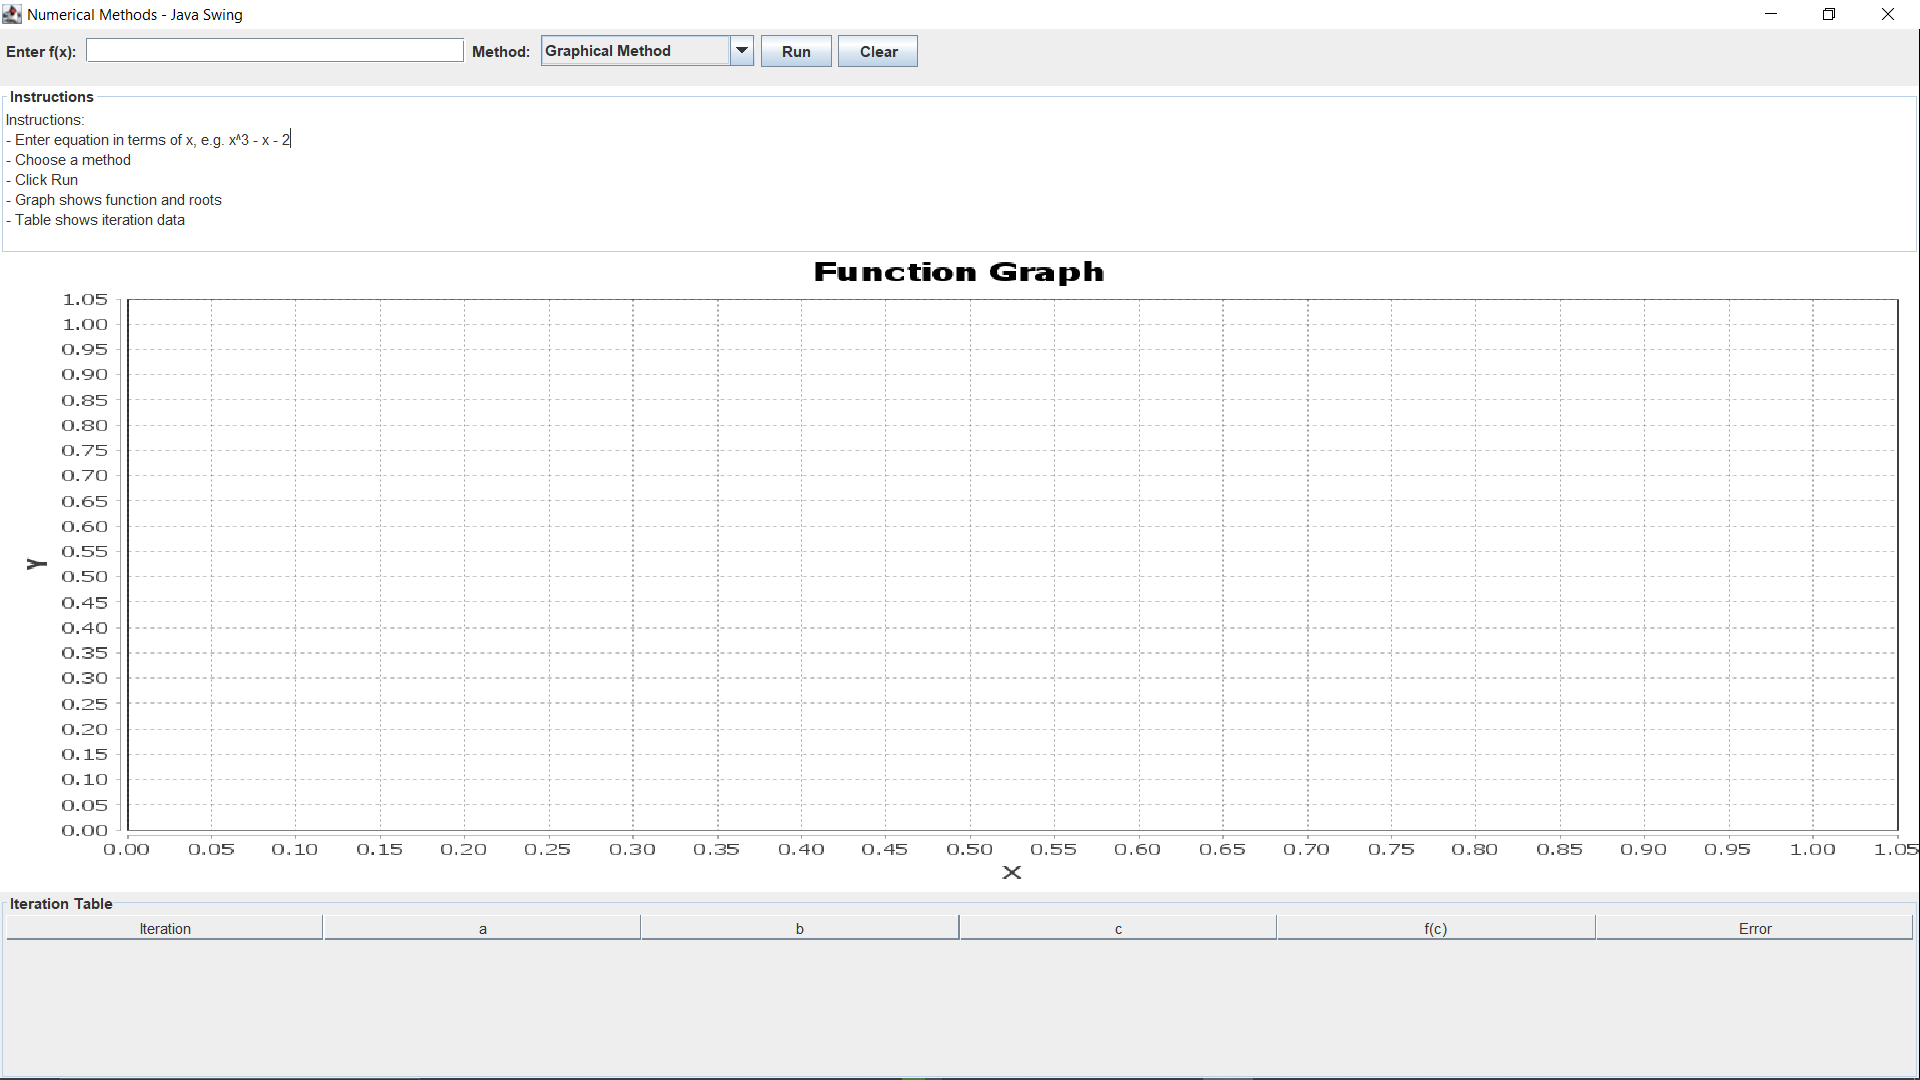 Numerical Methods - Java Swing
Enter f(x): Method: Graphical Method Run Clear
Instructions
Instructions:
- Enter equation in terms of x, e.g. x^3 - x - 2
- Choose a method
- Click Run
- Graph shows function and roots
- Table shows iteration data
Function Graph
1.05
1.00
0.95
0.90
0.85
0.80
0.75
0.70
0.65
0.60
0.55
0.50
0.45
0.40
0.35
0.30
0.25
0.20
0.15
0.10
0.05
0.00
Y
0.00 0.05 0.10 0.15 0.20 0.25 0.30 0.35 0.40 0.45 0.50 0.55 0.60 0.65 0.70 0.75 0.80 0.85 0.90 0.95 1.00 1.05
X
Iteration Table
Iteration a b c f(c) Error